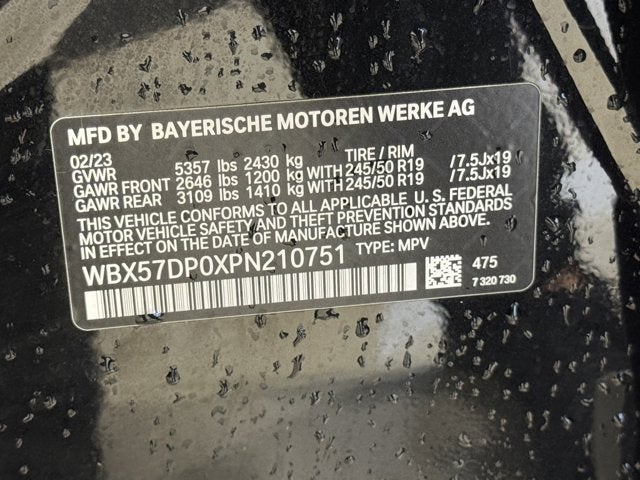 MFD BY BAYERISCHE MOTOREN WERKE AG
02/23 TIRE / RIM
GVWR 5357 lbs 2430 kg
GAWR FRONT 2646 lbs 1200 kg WITH 245/50 R19 /7.5Jx19
GAWR REAR 3109 lbs 1410 kg WITH 245/50 R19 /7.5Jx19
THIS VEHICLE CONFORMS TO ALL APPLICABLE U. S. FEDERAL
MOTOR VEHICLE SAFETY AND THEFT PREVENTION STANDARDS
IN EFFECT ON THE DATE OF MANUFACTURE SHOWN ABOVE.
WBX57DP0XPN210751 TYPE: MPV
475
7 320 730